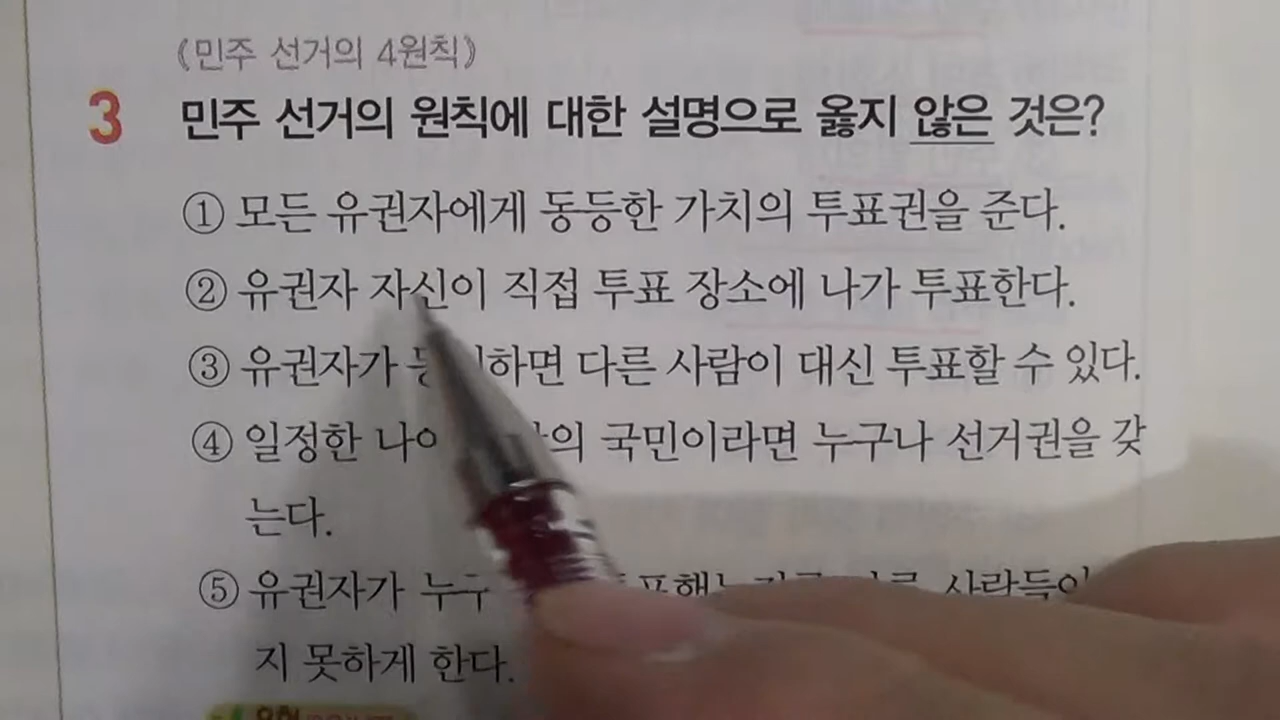 《민주 선거의 4원칙》
3 민주 선거의 원칙에 대한 설명으로 옳지 않은 것은?
① 모든 유권자에게 동등한 가치의 투표권을 준다.
② 유권자 자신이 직접 투표 장소에 나가 투표한다.
③ 유권자가 다른 사람이 대신 투표할 수 있다.
④ 일정한 국민이라면 누구나 선거권을 갖
는다.
⑤ 유권자가
지 못하게 한다.